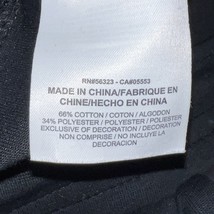 RN#56323 - CA#05553
MADE IN CHINA/FABRIQUE EN
CHINE/HECHO EN CHINA
66% COTTON / COTON / ALGODON
34% POLYESTER / POLYESTER / POLIESTER
EXCLUSIVE OF DECORATION / DECORATION
NON COMPRISE / NO INCLUYE LA
DECORACION